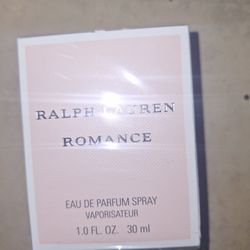 RALPH LAUREN
ROMANCE
EAU DE PARFUM SPRAY
VAPORISATEUR
1.0 FL. OZ. 30 ml